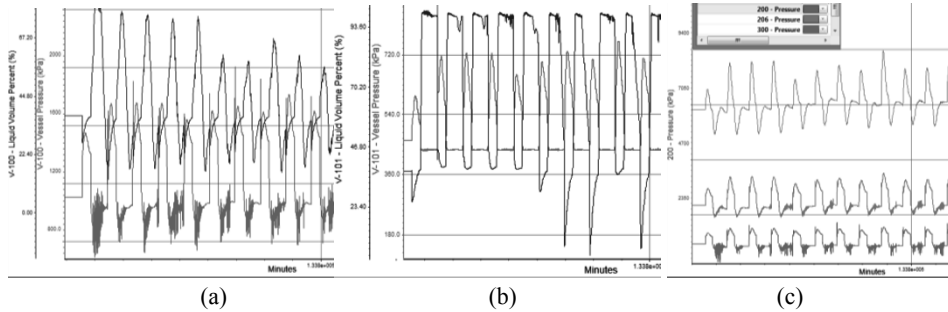 V-100 - Liquid Volume Percent (%)
67.20
44.80
22.40
0.00
V-100 - Vessel Pressure (kPa)
2000
1600
1200
600.0
Minutes
1.338e+005
(a)
V-101 - Liquid Volume Percent (%)
93.60
70.20
46.80
23.40
V-101 - Vessel Pressure (kPa)
720.0
540.0
360.0
180.0
Minutes
1.338e+005
(b)
200 - Pressure
206 - Pressure
300 - Pressure
200 - Pressure (kPa)
9400
4700
Minutes
1.338e+005
(c)